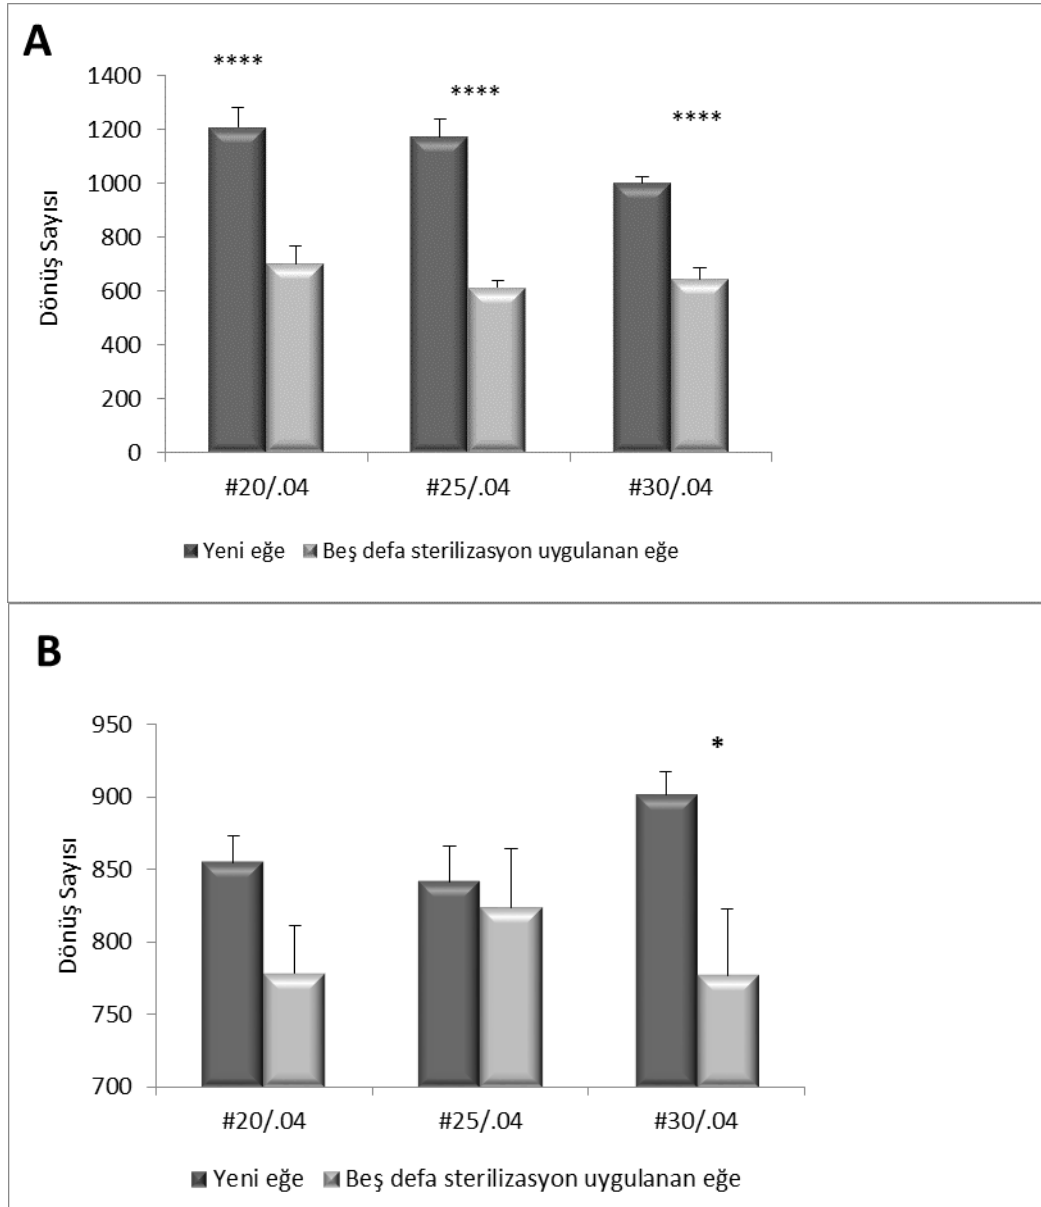 A
****
****
****
1400
1200
1000
800
600
400
200
0
Dönüş Sayısı
#20/.04 #25/.04 #30/.04
Yeni eğe Beş defa sterilizasyon uygulanan eğe
B
*
950
900
850
800
750
700
Dönüş Sayısı
#20/.04 #25/.04 #30/.04
Yeni eğe Beş defa sterilizasyon uygulanan eğe